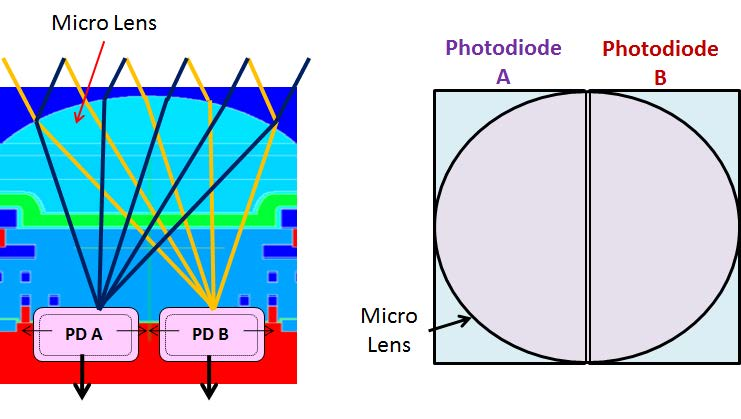 Micro Lens
PD A
PD B
Photodiode
A
Photodiode
B
Micro
Lens